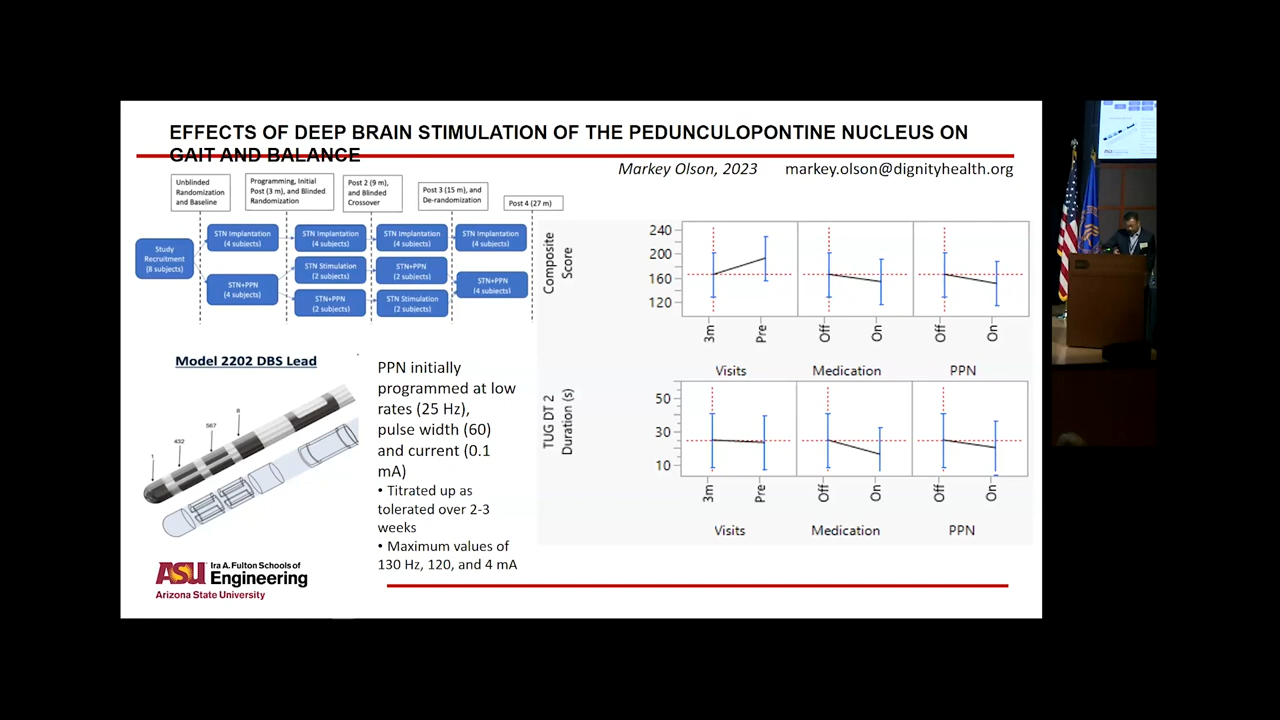 EFFECTS OF DEEP BRAIN STIMULATION OF THE PEDUNCULOPONTINE NUCLEUS ON
GAIT AND BALANCE
Markey Olson, 2023 markey.olson@dignityhealth.org
Unblinded
Randomization
and Baseline
Programming, Initial
Post (3 m), and Blinded
Randomization
Post 2 (9 m),
and Blinded
Crossover
Post 3 (15 m), and
De-randomization
Post 4 (27 m)
Study
Recruitment
(8 subjects)
STN Implantation
(4 subjects)
STN+PPN
(4 subjects)
STN Implantation
(4 subjects)
STN Stimulation
(2 subjects)
STN+PPN
(2 subjects)
STN Implantation
(4 subjects)
STN+PPN
(2 subjects)
STN Stimulation
(2 subjects)
STN Implantation
(4 subjects)
STN+PPN
(4 subjects)
Model 2202 DBS Lead
1
432
567
8
PPN initially
programmed at low
rates (25 Hz),
pulse width (60)
and current (0.1
mA)
• Titrated up as
tolerated over 2-3
weeks
• Maximum values of
130 Hz, 120, and 4 mA
Composite
Score
240
200
160
120
3m Pre Off On Off On
Visits Medication PPN
TUG DT 2
Duration (s)
50
30
10
3m Pre Off On Off On
Visits Medication PPN
ASU Ira A. Fulton Schools of
Engineering
Arizona State University